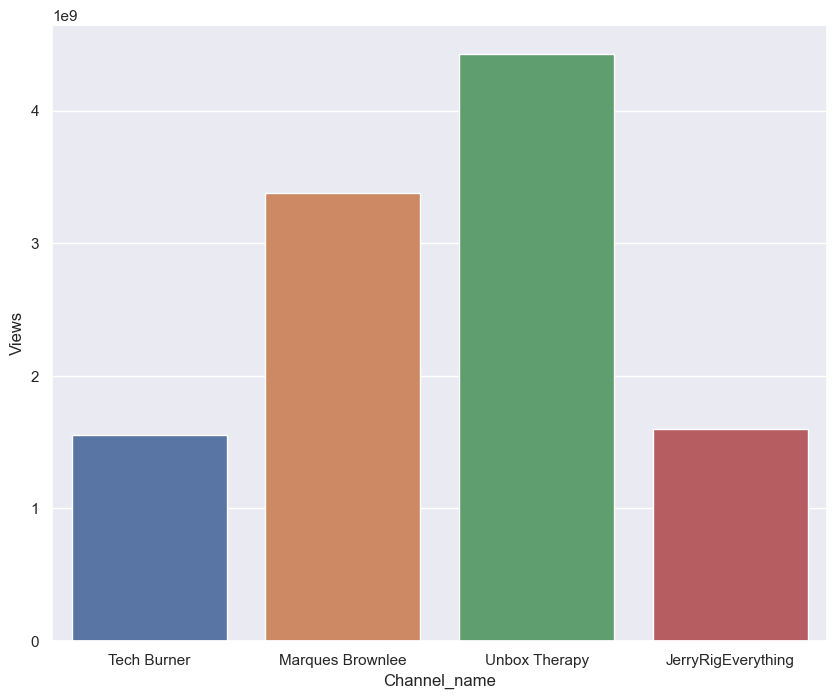 1e9
4
3
2
1
0
Views
Tech Burner
Marques Brownlee
Unbox Therapy
JerryRigEverything
Channel_name